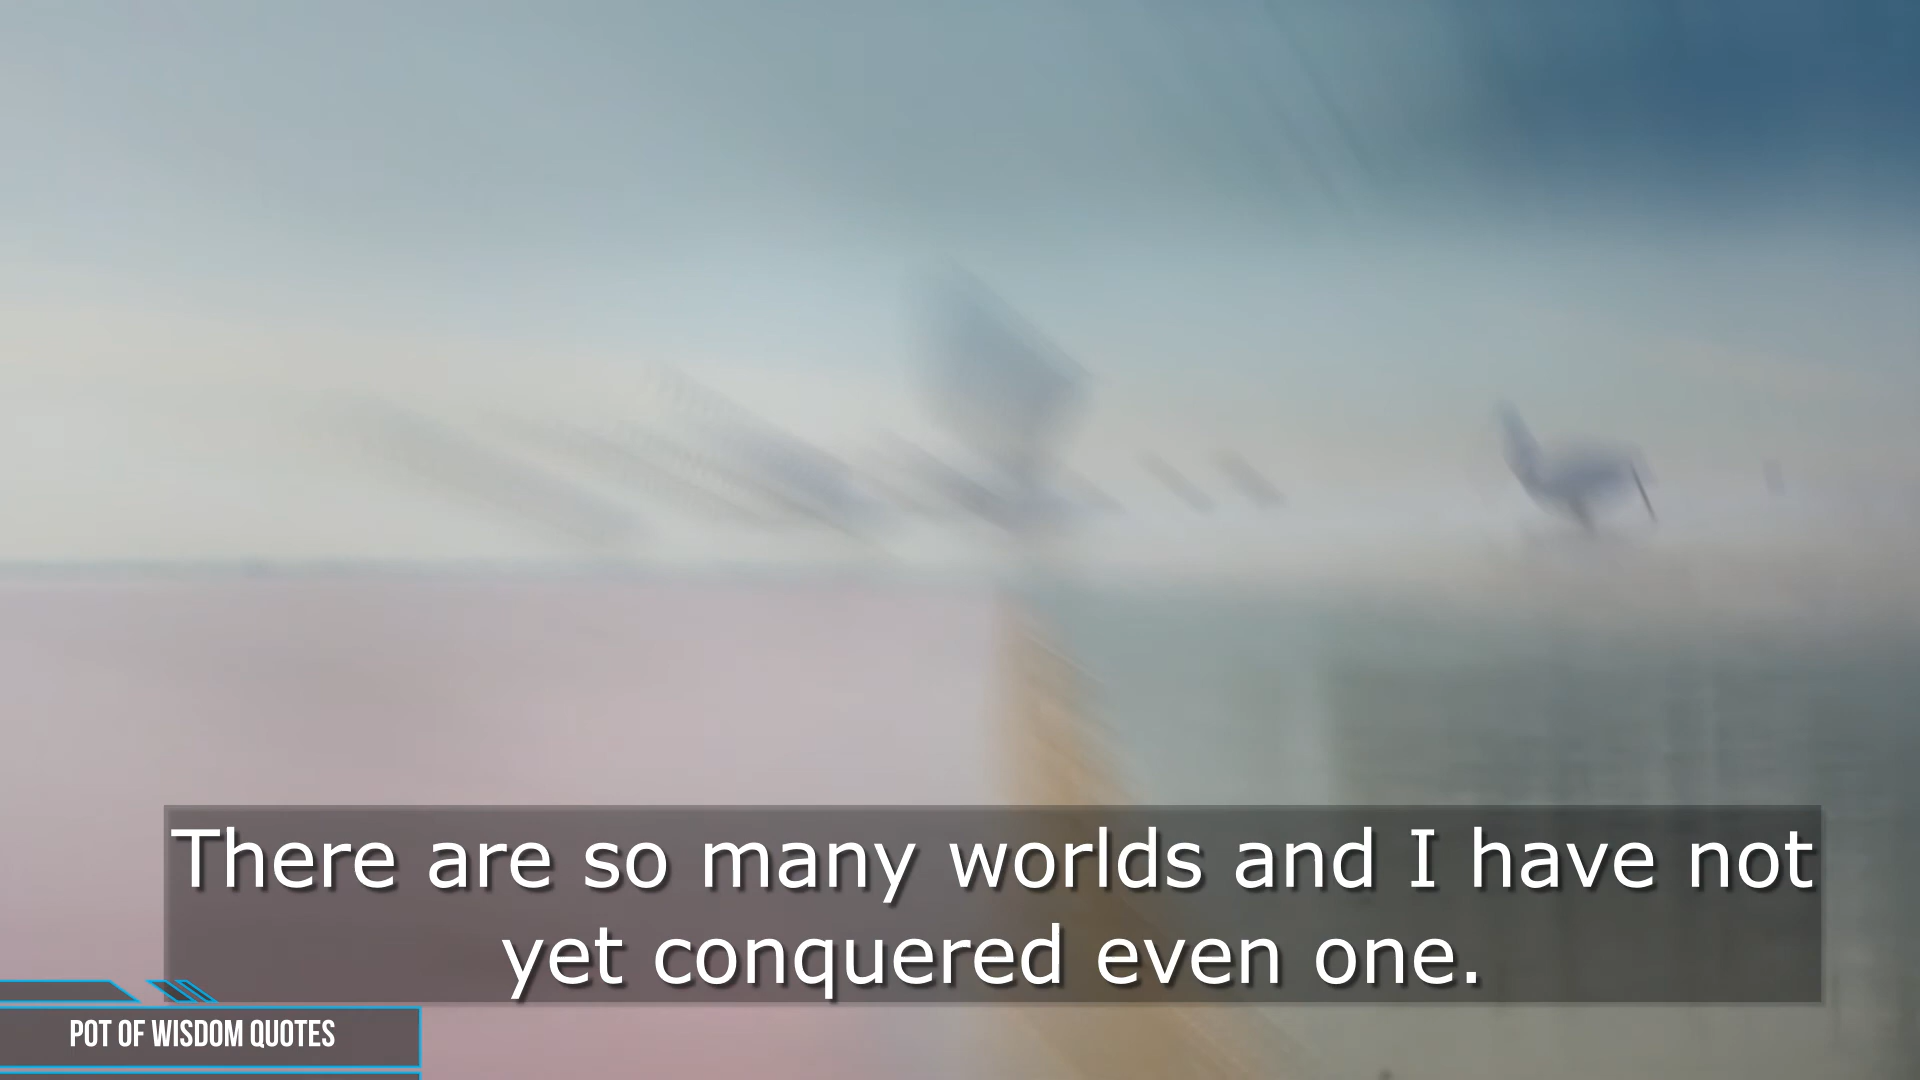 There are so many worlds and I have not
yet conquered even one.
POT OF WISDOM QUOTES